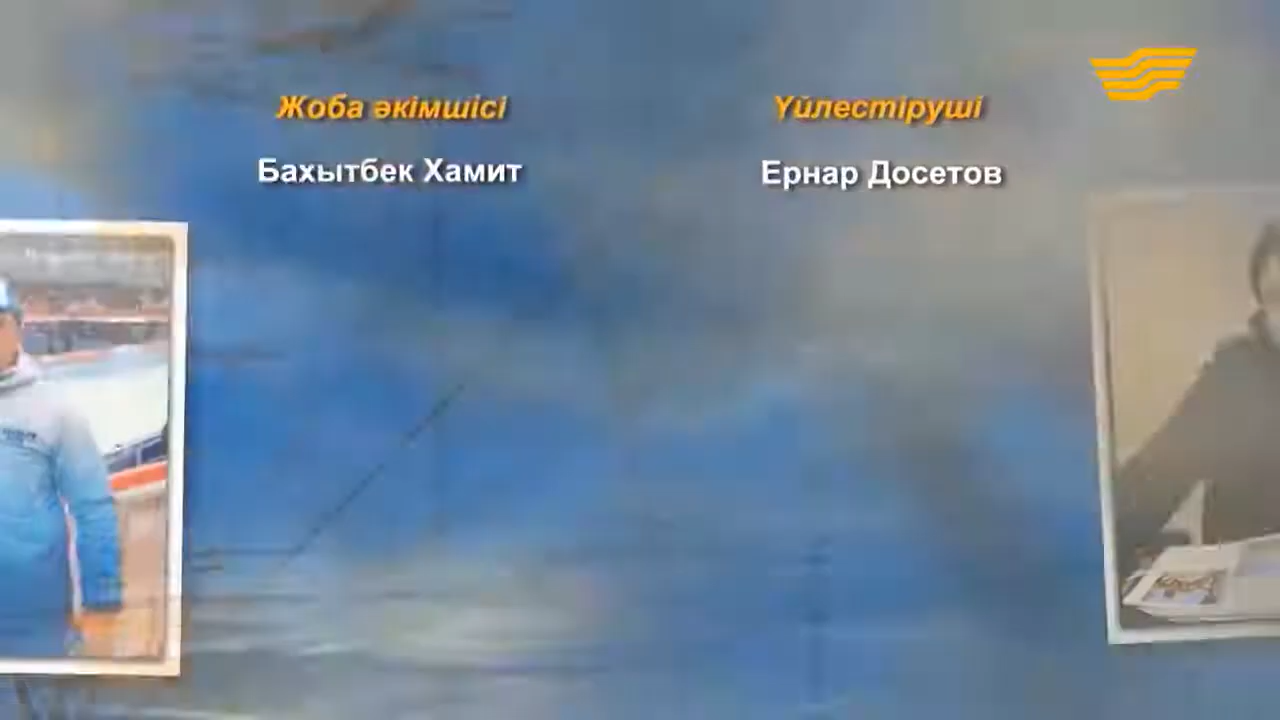 Жоба әкімшісі
Бахытбек Хамит
Үйлестіруші
Ернар Досетов